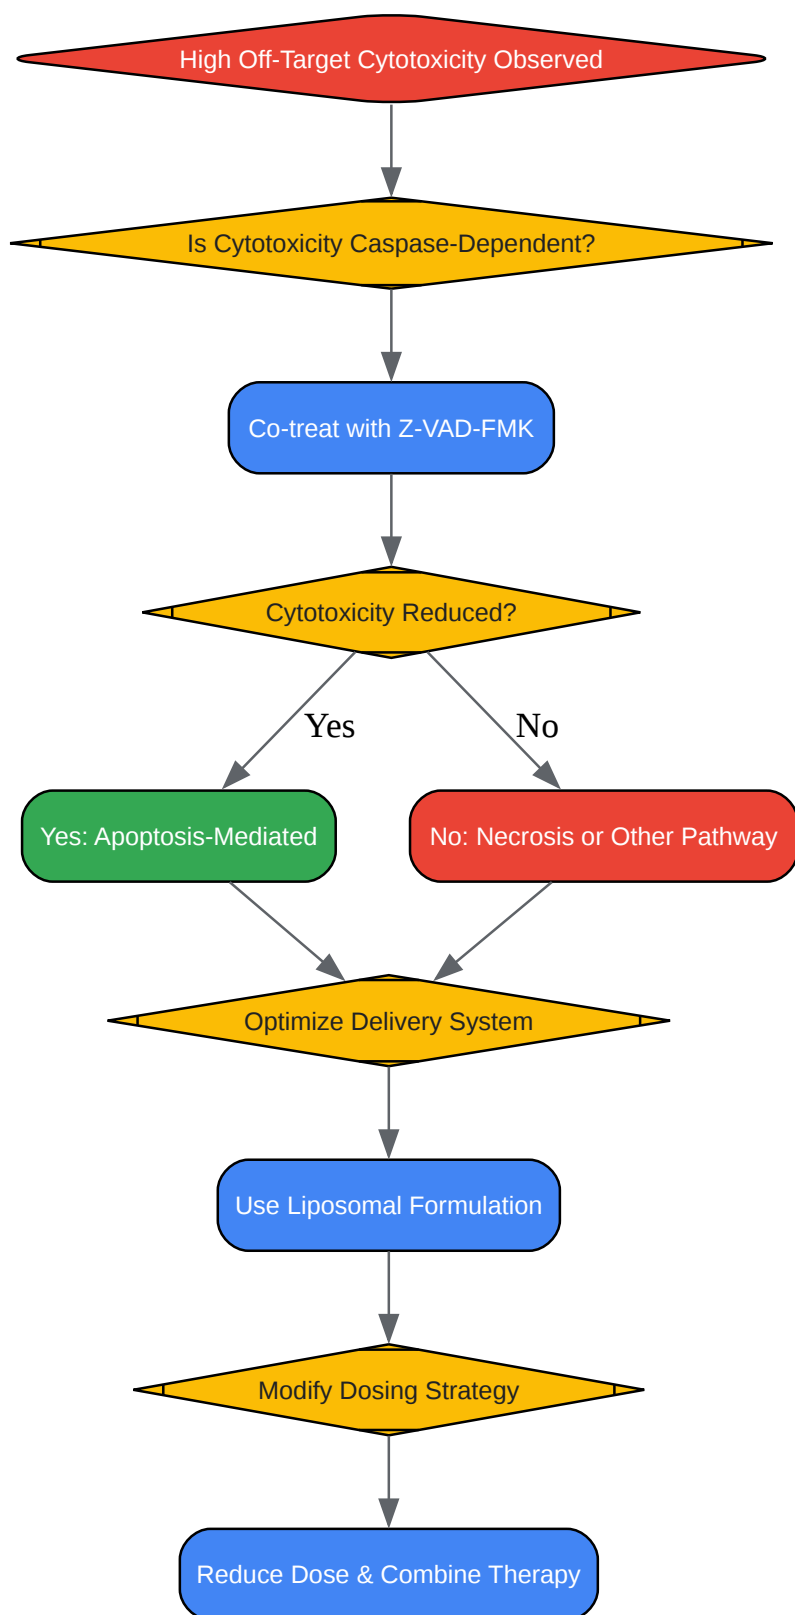 High Off-Target Cytotoxicity Observed
Is Cytotoxicity Caspase-Dependent?
Co-treat with Z-VAD-FMK
Cytotoxicity Reduced?
Yes
No
Yes: Apoptosis-Mediated
No: Necrosis or Other Pathway
Optimize Delivery System
Use Liposomal Formulation
Modify Dosing Strategy
Reduce Dose & Combine Therapy